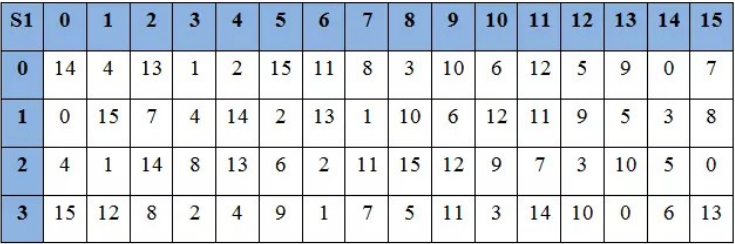 S1 0 1 2 3 4 5 6 7 8 9 10 11 12 13 14 15
0 14 4 13 1 2 15 11 8 3 10 6 12 5 9 0 7
1 0 15 7 4 14 2 13 1 10 6 12 11 9 5 3 8
2 4 1 14 8 13 6 2 11 15 12 9 7 3 10 5 0
3 15 12 8 2 4 9 1 7 5 11 3 14 10 0 6 13